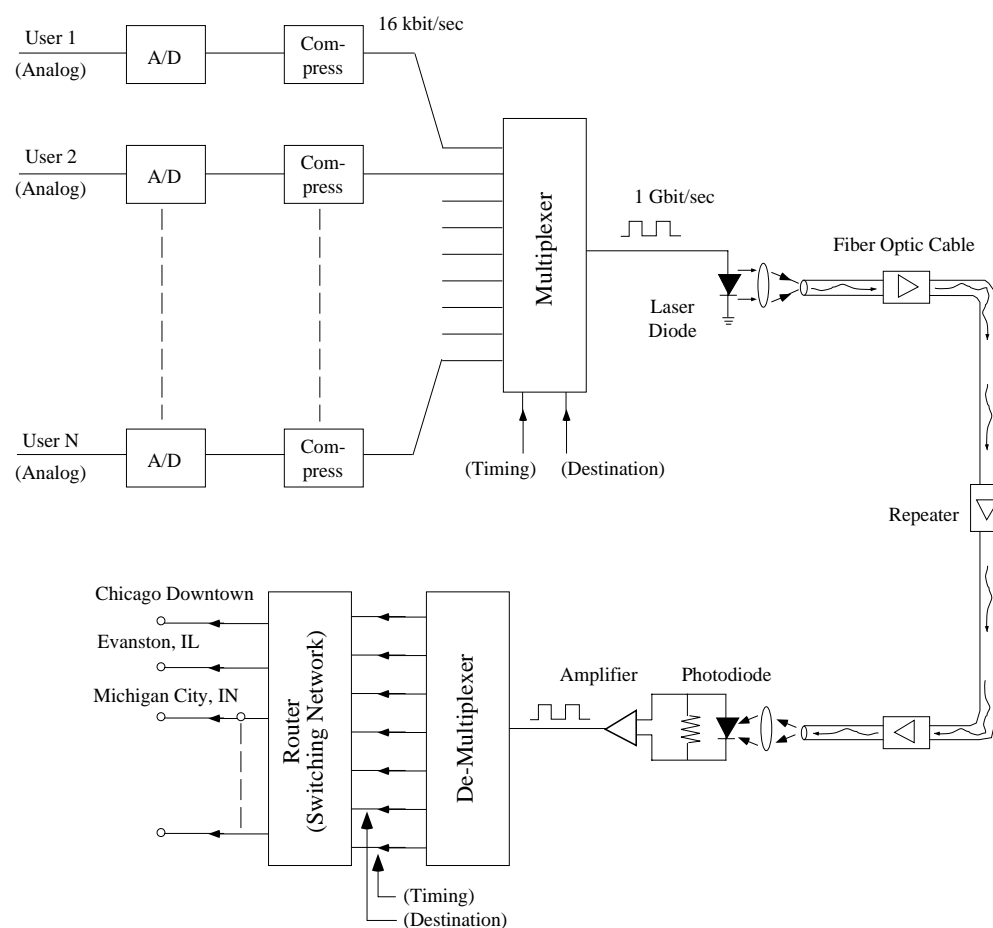 16 kbit/sec
User 1
(Analog)
A/D
Com-
press
User 2
(Analog)
A/D
Com-
press
Multiplexer
1 Gbit/sec
Fiber Optic Cable
Laser
Diode
User N
(Analog)
A/D
Com-
press
(Timing)
(Destination)
Repeater
Chicago Downtown
Evanston, IL
Michigan City, IN
Router
(Switching Network)
De-Multiplexer
Amplifier
Photodiode
(Timing)
(Destination)